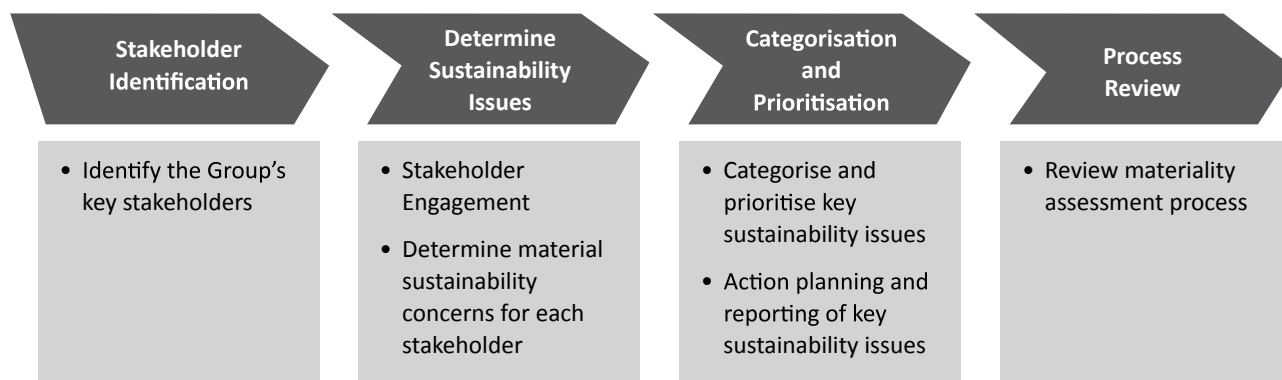 Stakeholder
Identification
Determine
Sustainability
Issues
Categorisation
and
Prioritisation
Process
Review
• Identify the Group’s
key stakeholders
• Stakeholder
Engagement
• Determine material
sustainability
concerns for each
stakeholder
• Categorise and
prioritise key
sustainability issues
• Action planning and
reporting of key
sustainability issues
• Review materiality
assessment process